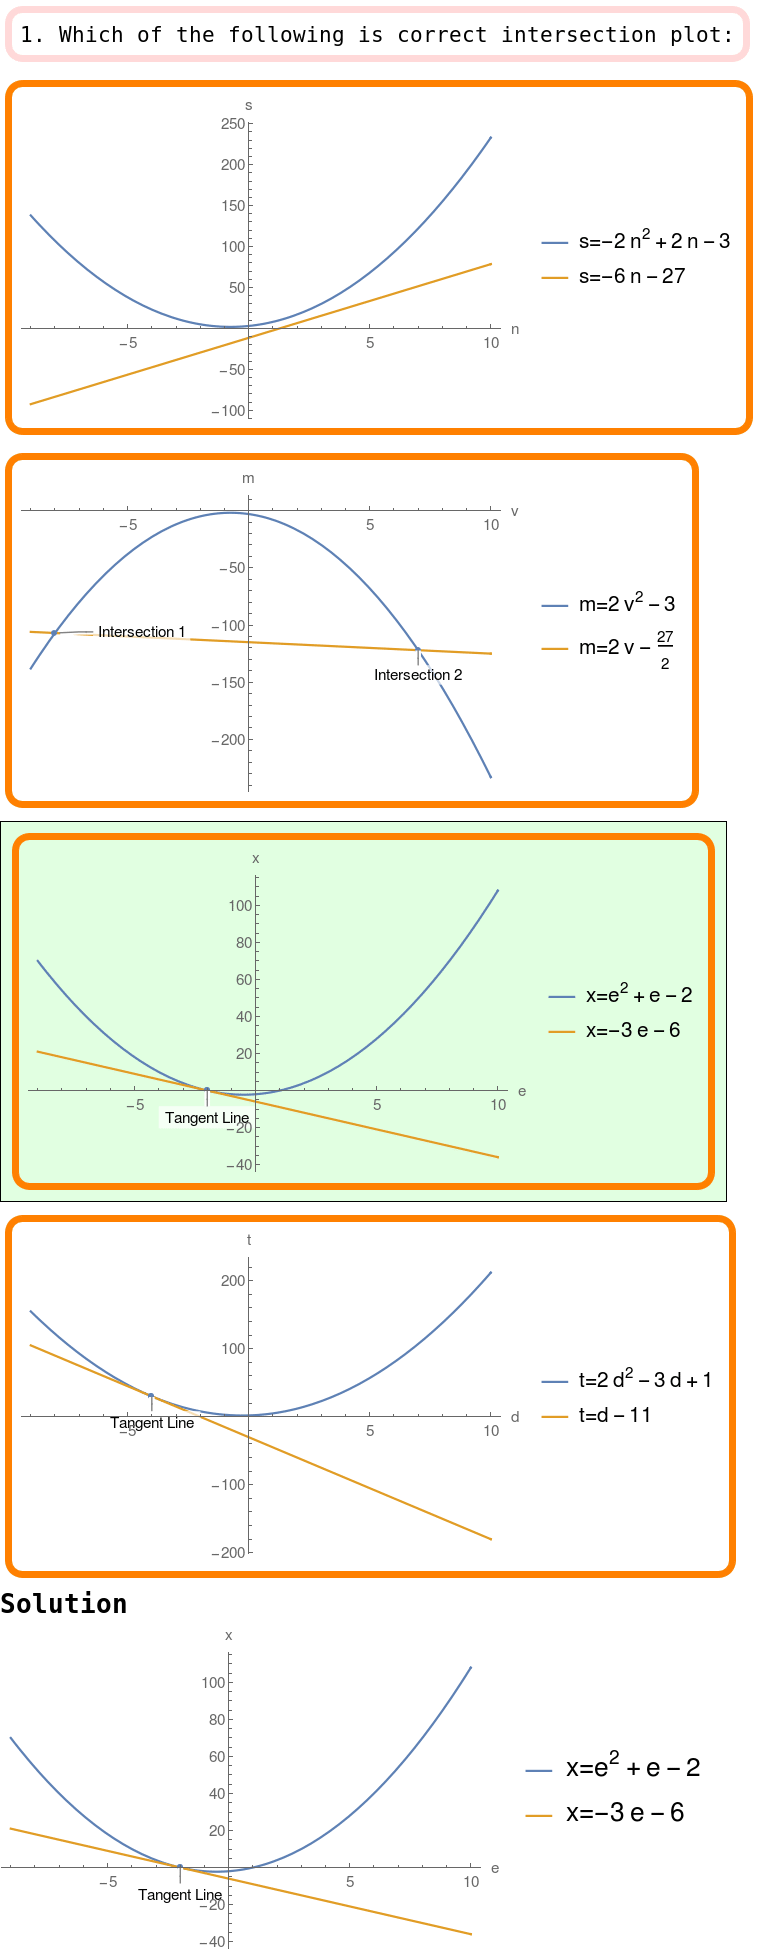 1. Which of the following is correct intersection plot:
s
250
200
150
100
50
−5 5 10 n
−50
−100
s=−2 n² + 2 n − 3
s=−6 n − 27
m
−5 5 10 v
−50
−100
−150
−200
Intersection 1
Intersection 2
m=2 v² − 3
m=2 v − 27/2
x
100
80
60
40
20
−5 5 10 e
Tangent Line
−20
−40
x=e² + e − 2
x=−3 e − 6
t
200
100
Tangent Line
−5 5 10 d
−100
−200
t=2 d² − 3 d + 1
t=d − 11
Solution
x
100
80
60
40
20
−5 5 10 e
Tangent Line
−20
−40
x=e² + e − 2
x=−3 e − 6